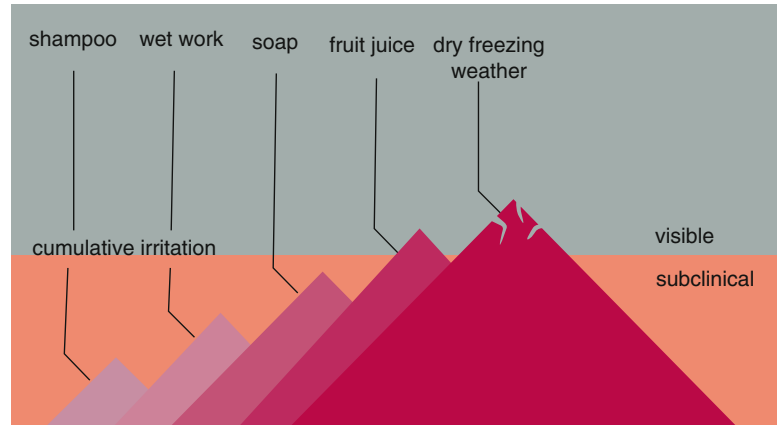 shampoo
wet work
soap
fruit juice
dry freezing
weather
cumulative irritation
visible
subclinical